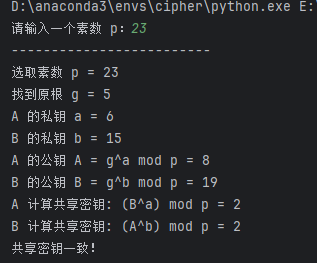 D:\anaconda3\envs\cipher\python.exe E:
请输入一个素数 p：23
-------------------------
选取素数 p = 23
找到原根 g = 5
A 的私钥 a = 6
B 的私钥 b = 15
A 的公钥 A = g^a mod p = 8
B 的公钥 B = g^b mod p = 19
A 计算共享密钥: (B^a) mod p = 2
B 计算共享密钥: (A^b) mod p = 2
共享密钥一致!